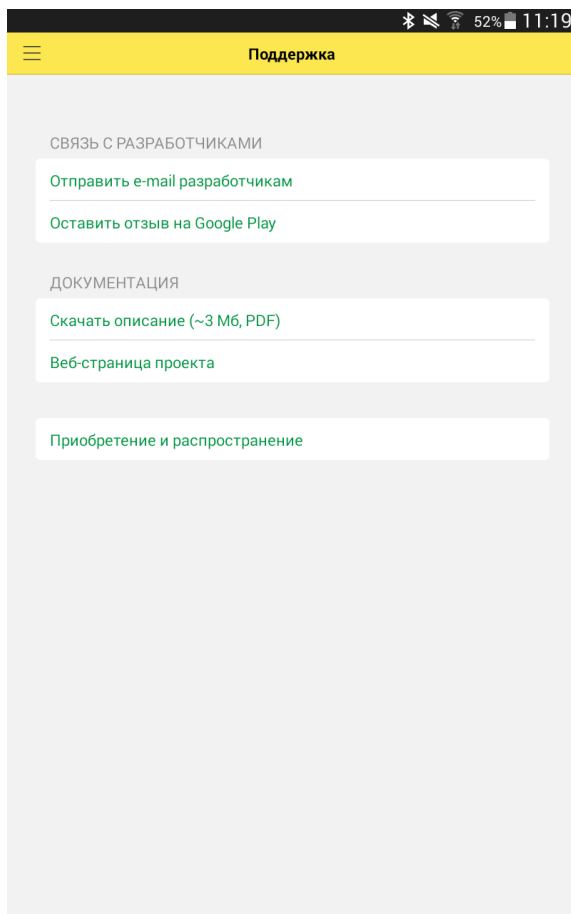 52% 11:19
Поддержка
СВЯЗЬ С РАЗРАБОТЧИКАМИ
Отправить e-mail разработчикам
Оставить отзыв на Google Play
ДОКУМЕНТАЦИЯ
Скачать описание (~3 Мб, PDF)
Веб-страница проекта
Приобретение и распространение